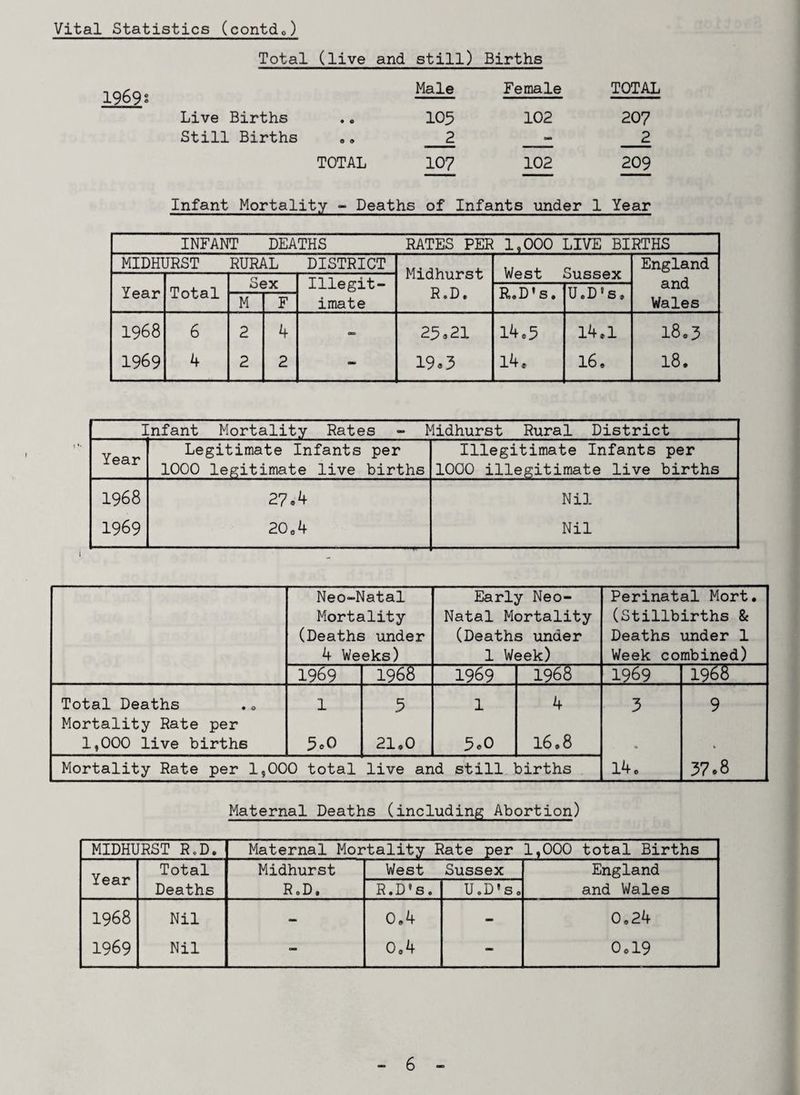 Vital Statistics (contd.)
Total (live and still) Births
1969: Male Female TOTAL
Live Births .. 105 102 207
Still Births .. 2 - 2
TOTAL 107 102 209
Infant Mortality - Deaths of Infants under 1 Year
INFANT DEATHS RATES PER 1,000 LIVE BIRTHS
MIDHURST RURAL DISTRICT Midhurst R.D. West Sussex England and Wales
Year Total Sex Illegit-imate R.D's. U.D's.
M F
1968 6 2 4 - 25.21 14.5 14.1 18.3
1969 4 2 2 - 19.3 14. 16. 18.
Infant Mortality Rates - Midhurst Rural District
Year Legitimate Infants per Illegitimate Infants per
1000 legitimate live births 1000 illegitimate live births
1968 27.4 Nil
1969 20.4 Nil
Neo-Natal Early Neo- Perinatal Mort.
Mortality Natal Mortality (Stillbirths &
(Deaths under (Deaths under Deaths under 1
4 Weeks) 1 Week) Week combined)
1969 1968 1969 1968 1969 1968
Total Deaths .. 1 5 1 4 3 9
Mortality Rate per
1,000 live births 5.0 21.0 5.0 16.8 . .
Mortality Rate per 1,000 total live and still births 14. 37.8
Maternal Deaths (including Abortion)
MIDHURST R.D. Maternal Mortality Rate per 1,000 total Births
Year Total Midhurst West Sussex England
Deaths R.D. R.D's. U.D's. and Wales
1968 Nil - 0.4 - 0.24
1969 Nil - 0.4 - 0.19
- 6 -